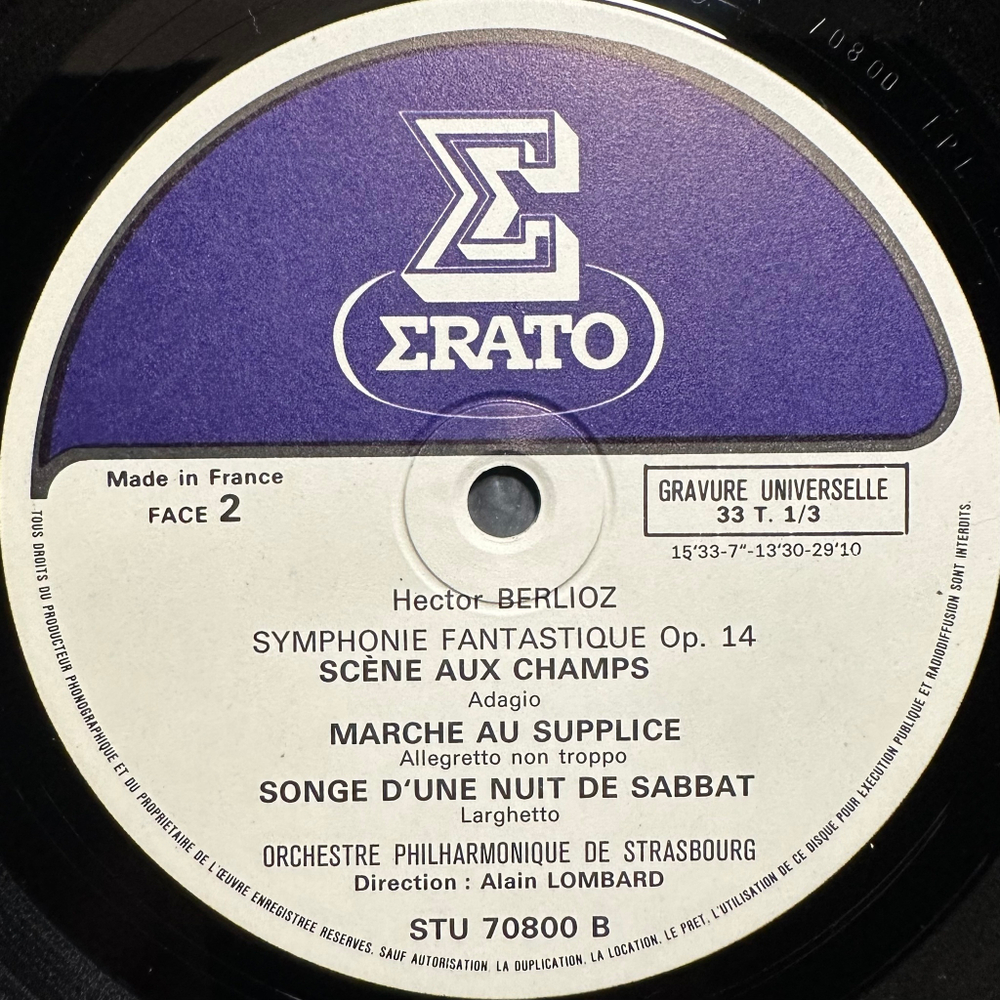 70800
ΣRATO
Made in France
FACE 2
GRAVURE UNIVERSELLE
33 T. 1/3
15'33-7"-13'30-29'10
Hector BERLIOZ
SYMPHONIE FANTASTIQUE Op. 14
SCÈNE AUX CHAMPS
Adagio
MARCHE AU SUPPLICE
Allegretto non troppo
SONGE D'UNE NUIT DE SABBAT
Larghetto
ORCHESTRE PHILHARMONIQUE DE STRASBOURG
Direction : Alain LOMBARD
STU 70800 B
TOUS DROITS DU PRODUCTEUR PHONOGRAPHIQUE ET DU PROPRIETAIRE DE L'ŒUVRE ENREGISTREE RESERVES. SAUF AUTORISATION, LA DUPLICATION, LA LOCATION, LE PRET, L'UTILISATION DE CE DISQUE POUR EXECUTION PUBLIQUE ET RADIODIFFUSION SONT INTERDITS.